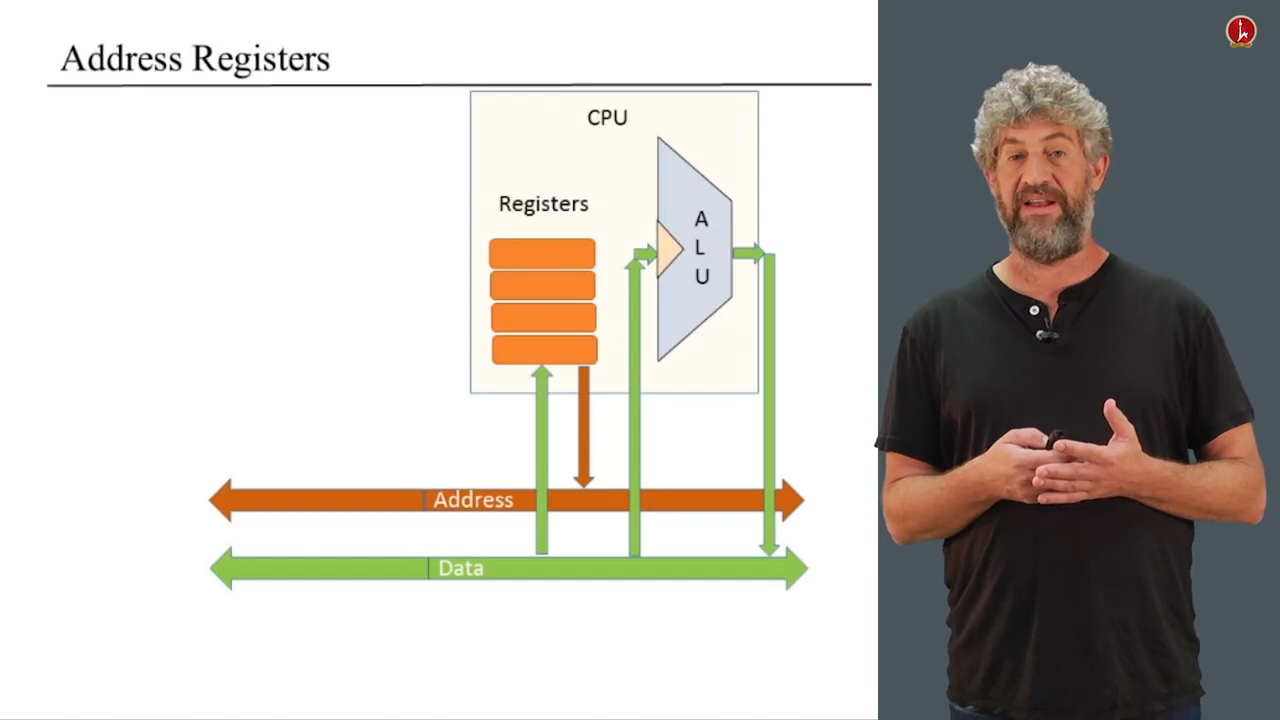 Address Registers
CPU
Registers
A
L
U
Address
Data